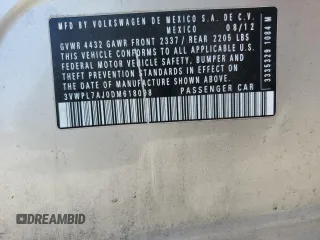 MFD BY VOLKSWAGEN DE MEXICO S.A. DE C.V.
MEXICO 08/12
GVWR 4432 GAWR FRONT 2337 / REAR 2205 LBS
THIS VEHICLE CONFORMS TO ALL APPLICABLE
FEDERAL MOTOR VEHICLE SAFETY, BUMPER, AND
THEFT PREVENTION STANDARDS IN EFFECT ON
THE DATE OF MANUFACTURE SHOWN ABOVE.
PASSENGER CAR
DREAMBID